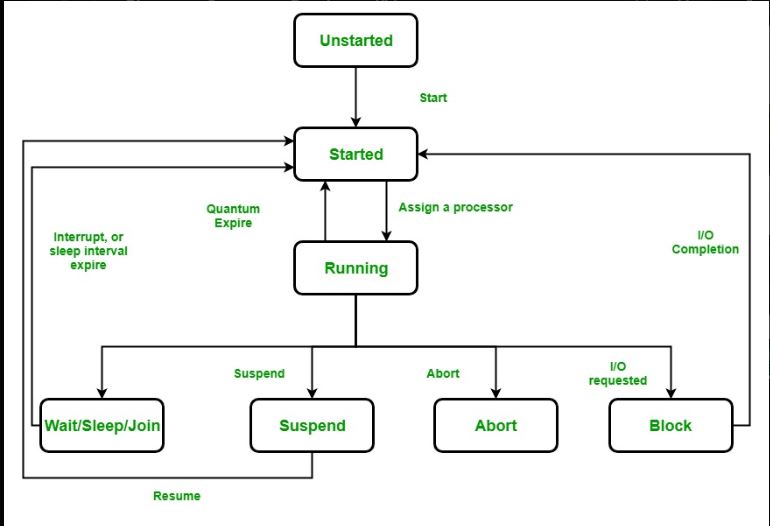 Unstarted
Start
Started
Quantum
Expire
Assign a processor
Interrupt, or
sleep interval
expire
I/O
Completion
Running
Suspend
Abort
I/O
requested
Wait/Sleep/Join
Suspend
Abort
Block
Resume